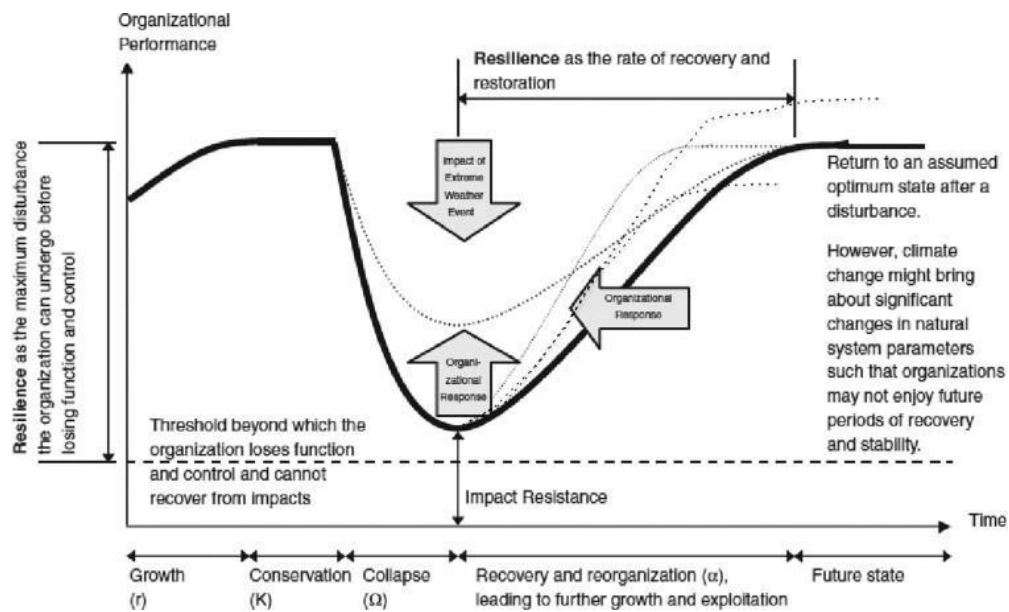 Organizational
Performance
Resilience as the rate of recovery and
restoration
Resilience as the maximum disturbance
the organization can undergo before
losing function and control
Impact of
Extreme
Weather
Event
Organi-
zational
Response
Organizational
Response
Return to an assumed
optimum state after a
disturbance.
However, climate
change might bring
about significant
changes in natural
system parameters
such that organizations
may not enjoy future
periods of recovery
and stability.
Threshold beyond which the
organization loses function
and control and cannot
recover from impacts
Impact Resistance
Time
Growth
(r)
Conservation
(K)
Collapse
(Ω)
Recovery and reorganization (α),
leading to further growth and exploitation
Future state